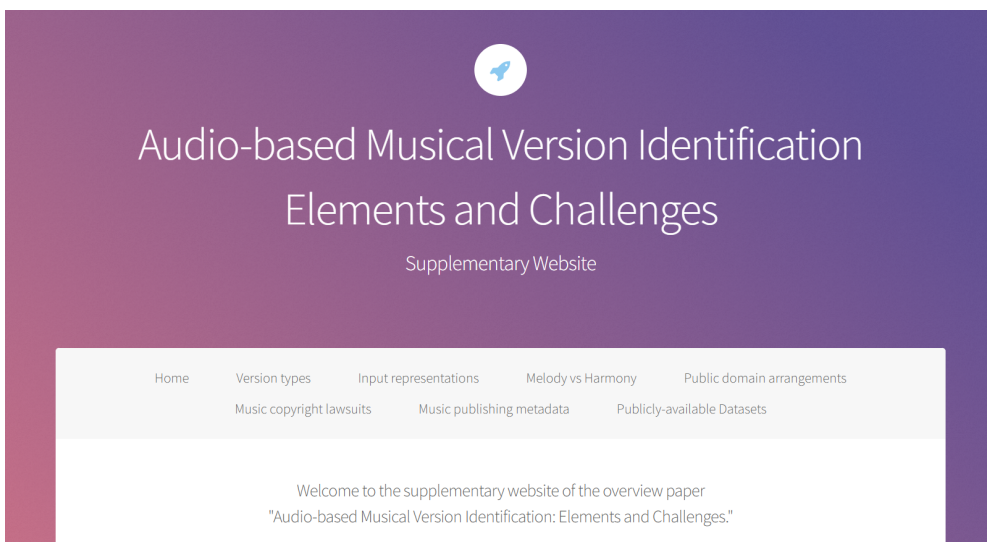 Audio-based Musical Version Identification
Elements and Challenges
Supplementary Website
Home Version types Input representations Melody vs Harmony Public domain arrangements
Music copyright lawsuits Music publishing metadata Publicly-available Datasets
Welcome to the supplementary website of the overview paper
"Audio-based Musical Version Identification: Elements and Challenges."